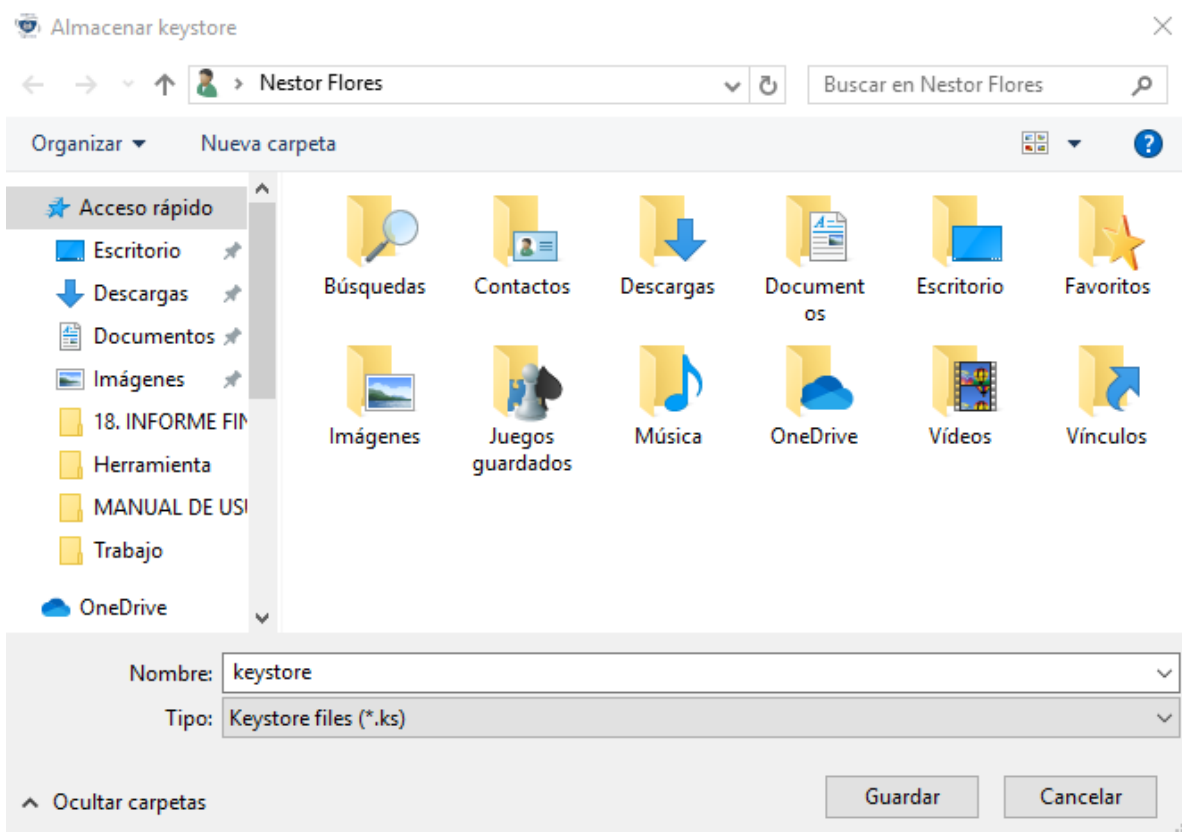 Almacenar keystore
Nestor Flores
Buscar en Nestor Flores
Organizar
Nueva carpeta
Acceso rápido
Escritorio
Descargas
Documentos
Imágenes
18. INFORME FIN
Herramienta
MANUAL DE USU
Trabajo
OneDrive
Búsquedas
Contactos
Descargas
Document
os
Escritorio
Favoritos
Imágenes
Juegos
guardados
Música
OneDrive
Vídeos
Vínculos
Nombre: keystore
Tipo: Keystore files (*.ks)
Ocultar carpetas
Guardar
Cancelar